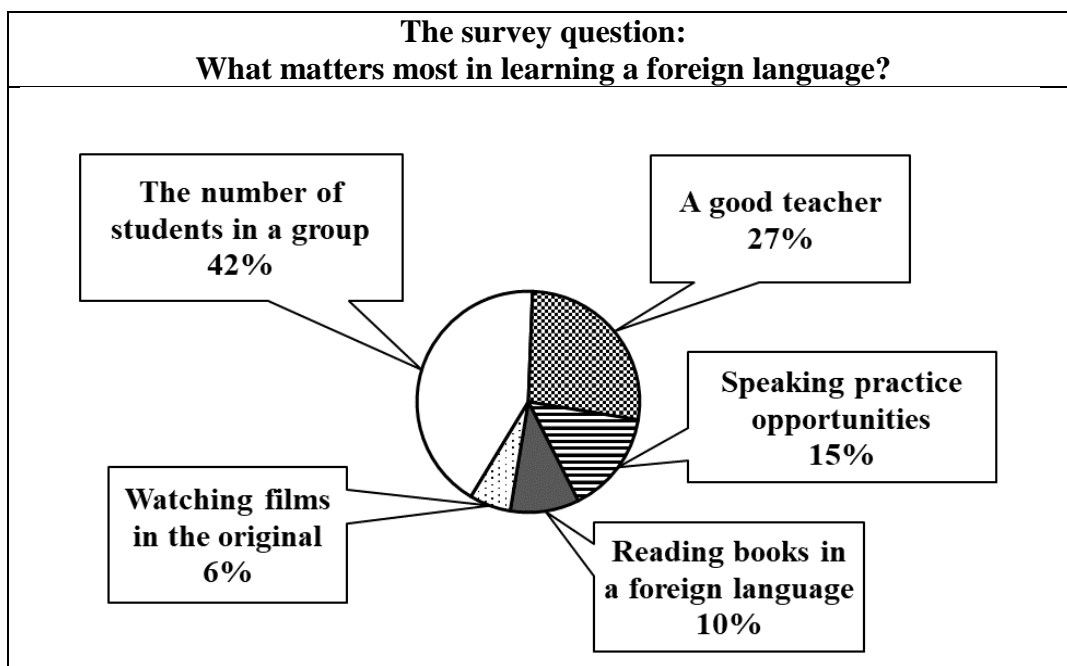 The survey question:
What matters most in learning a foreign language?
The number of
students in a group
42%
A good teacher
27%
Speaking practice
opportunities
15%
Watching films
in the original
6%
Reading books in
a foreign language
10%